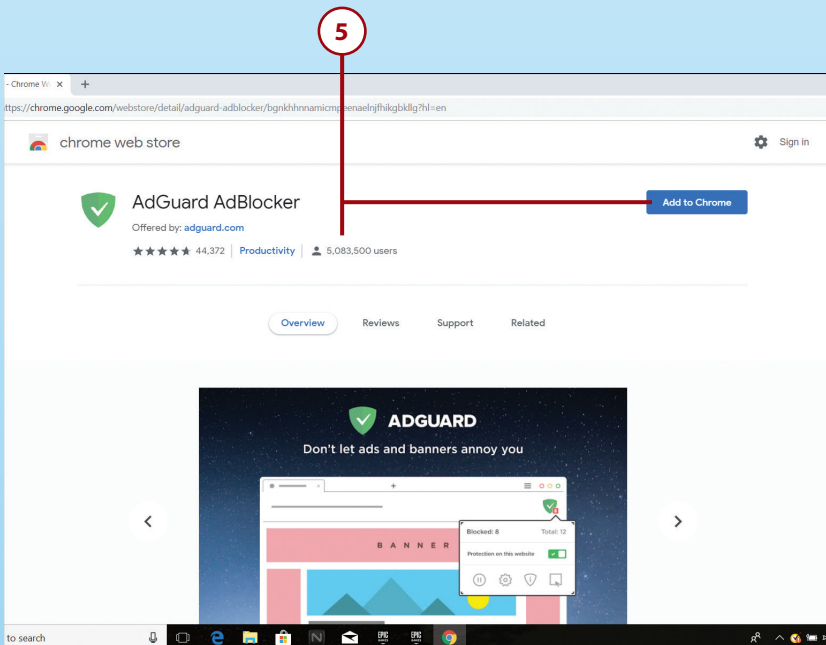 5
- Chrome W
ttps://chrome.google.com/webstore/detail/adguard-adblocker/bgnkhhnnamicmpeenaelnjfhikgbkllg?hl=en
chrome web store
Sign in
AdGuard AdBlocker
Add to Chrome
Offered by: adguard.com
44,372
Productivity
5,083,500 users
Overview
Reviews
Support
Related
ADGUARD
Don't let ads and banners annoy you
Blocked: 8
Total: 12
BANNER
Protection on this website
to search
N
EPIC GAMES
EPIC GAMES